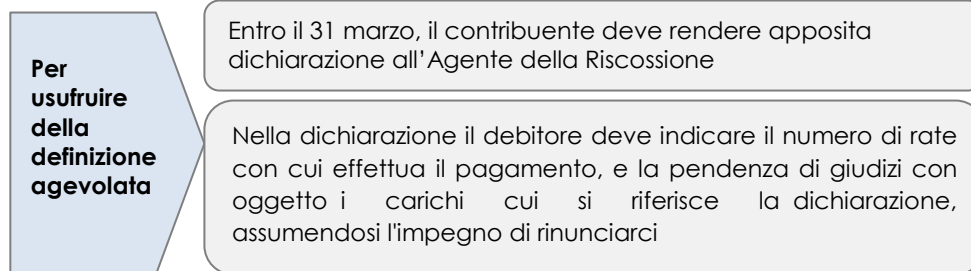 Per
usufruire
della
definizione
agevolata
Entro il 31 marzo, il contribuente deve rendere apposita
dichiarazione all'Agente della Riscossione
Nella dichiarazione il debitore deve indicare il numero di rate
con cui effettua il pagamento, e la pendenza di giudizi con
oggetto i carichi cui si riferisce la dichiarazione,
assumendosi l'impegno di rinunciarci